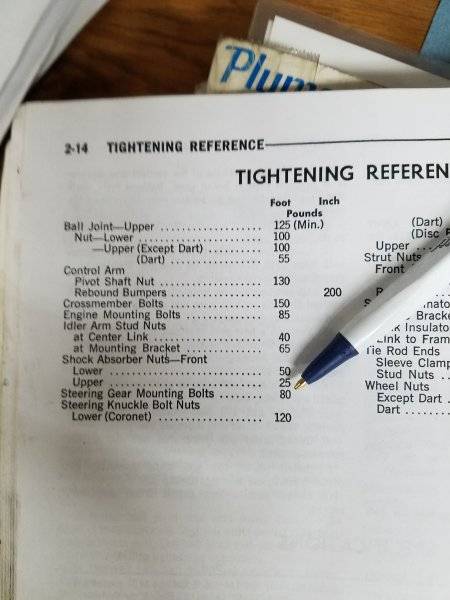 Plum
2-14 TIGHTENING REFERENCE
TIGHTENING REFEREN
Foot Inch
Pounds
Ball Joint—Upper ..................... 125 (Min.)
Nut—Lower ..................... 100
—Upper (Except Dart) ............ 100
(Dart) ..................... 55
Control Arm
Pivot Shaft Nut ..................... 130
Rebound Bumpers ..................... 200
Crossmember Bolts ..................... 150
Engine Mounting Bolts ................. 85
Idler Arm Stud Nuts
at Center Link ..................... 40
at Mounting Bracket ................. 65
Shock Absorber Nuts—Front
Lower ............................ 50
Upper ............................ 25
Steering Gear Mounting Bolts ........ 80
Steering Knuckle Bolt Nuts
Lower (Coronet) ..................... 120
(Dart)
(Disc
Upper ...
Strut Nuts
Front
Bracke
Insulato
Link to Fram
Tie Rod Ends
Sleeve Clamp
Stud Nuts ..
Wheel Nuts
Except Dart .
Dart ........